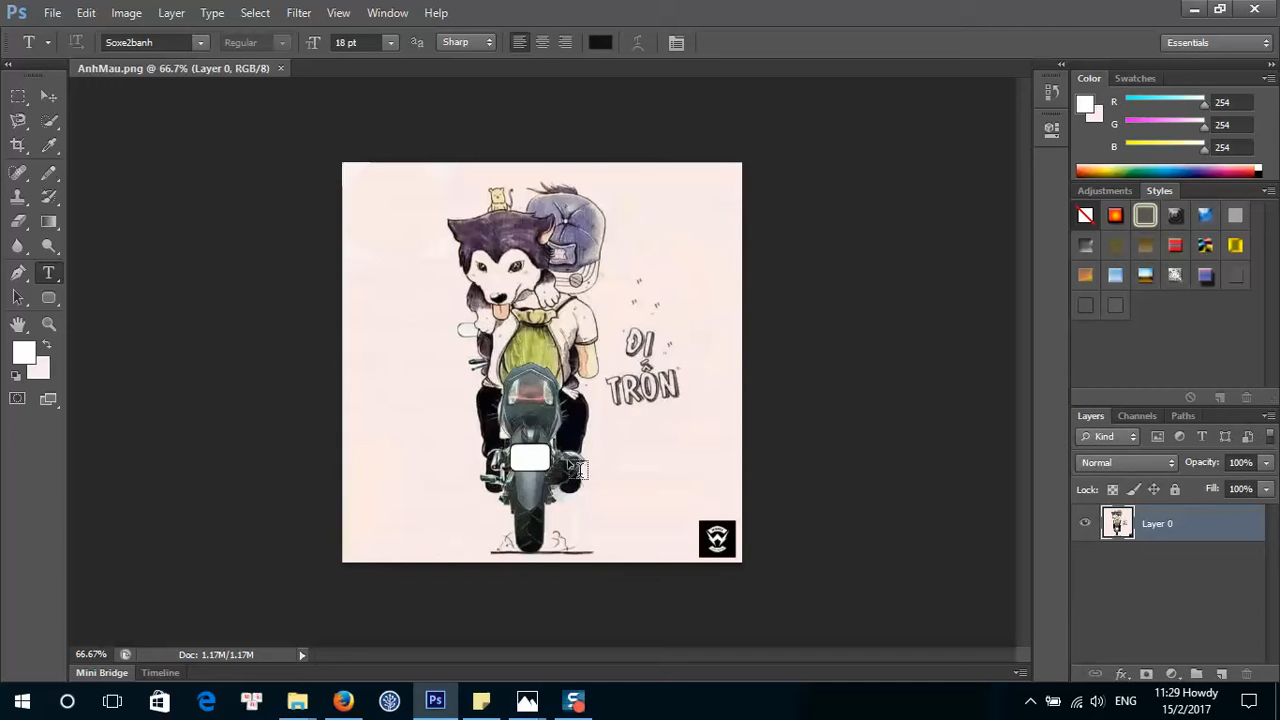 Ps File Edit Image Layer Type Select Filter View Window Help
T Soxe2banh Regular 18 pt Sharp Essentials
AnhMau.png @ 66.7% (Layer 0, RGB/8) ×
Color Swatches
R 254
G 254
B 254
Adjustments Styles
ĐI
TRỐN
Layers Channels Paths
Kind
Normal Opacity: 100%
Lock: Fill: 100%
Layer 0
66.67% Doc: 1.17M/1.17M
Mini Bridge Timeline
ENG 11:29 Howdy
15/2/2017